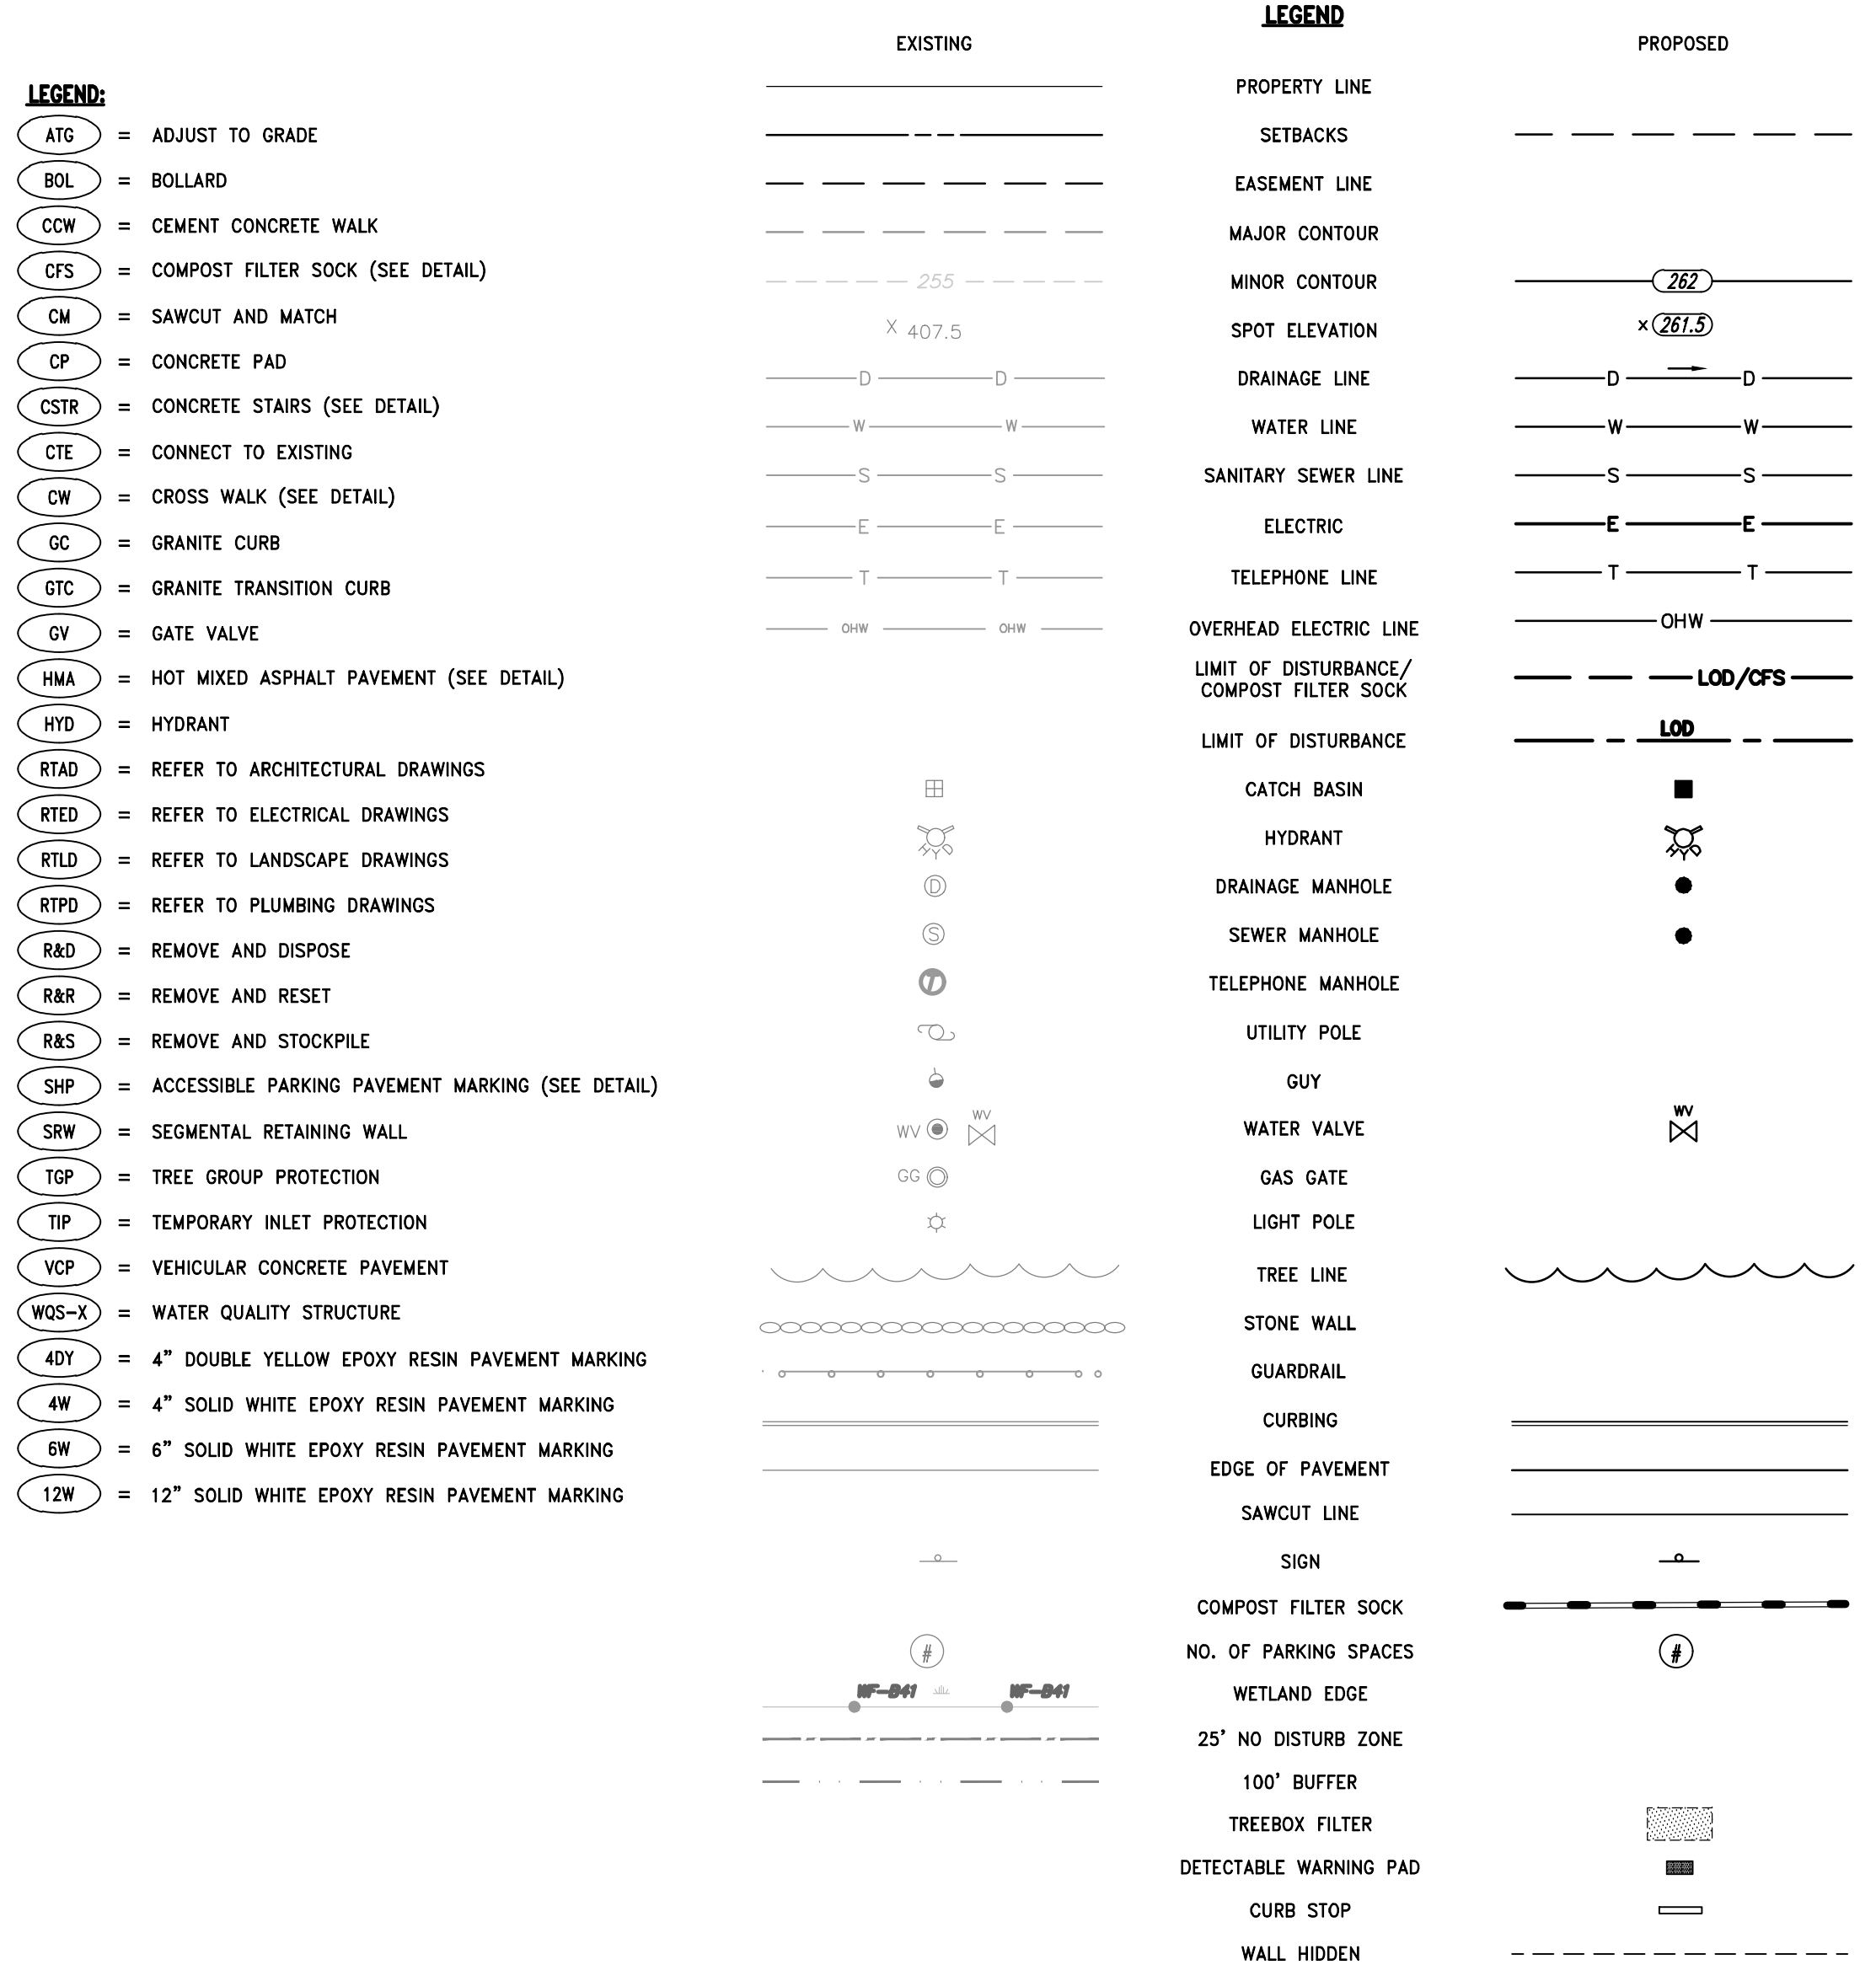 LEGEND:
ATG = ADJUST TO GRADE
BOL = BOLLARD
CCW = CEMENT CONCRETE WALK
CFS = COMPOST FILTER SOCK (SEE DETAIL)
CM = SAWCUT AND MATCH
CP = CONCRETE PAD
CSTR = CONCRETE STAIRS (SEE DETAIL)
CTE = CONNECT TO EXISTING
CW = CROSS WALK (SEE DETAIL)
GC = GRANITE CURB
GTC = GRANITE TRANSITION CURB
GV = GATE VALVE
HMA = HOT MIXED ASPHALT PAVEMENT (SEE DETAIL)
HYD = HYDRANT
RTAD = REFER TO ARCHITECTURAL DRAWINGS
RTED = REFER TO ELECTRICAL DRAWINGS
RTLD = REFER TO LANDSCAPE DRAWINGS
RTPD = REFER TO PLUMBING DRAWINGS
R&D = REMOVE AND DISPOSE
R&R = REMOVE AND RESET
R&S = REMOVE AND STOCKPILE
SHP = ACCESSIBLE PARKING PAVEMENT MARKING (SEE DETAIL)
SRW = SEGMENTAL RETAINING WALL
TGP = TREE GROUP PROTECTION
TIP = TEMPORARY INLET PROTECTION
VCP = VEHICULAR CONCRETE PAVEMENT
WQS-X = WATER QUALITY STRUCTURE
4DY = 4" DOUBLE YELLOW EPOXY RESIN PAVEMENT MARKING
4W = 4" SOLID WHITE EPOXY RESIN PAVEMENT MARKING
6W = 6" SOLID WHITE EPOXY RESIN PAVEMENT MARKING
12W = 12" SOLID WHITE EPOXY RESIN PAVEMENT MARKING
LEGEND
EXISTING PROPOSED
PROPERTY LINE
SETBACKS
EASEMENT LINE
MAJOR CONTOUR
255 MINOR CONTOUR 262
X 407.5 SPOT ELEVATION x 261.5
D D DRAINAGE LINE D D
W W WATER LINE W W
S S SANITARY SEWER LINE S S
E E ELECTRIC E E
T T TELEPHONE LINE T T
OHW OHW OVERHEAD ELECTRIC LINE OHW
LIMIT OF DISTURBANCE/
COMPOST FILTER SOCK LOD/CFS
LIMIT OF DISTURBANCE LOD
CATCH BASIN
HYD HYDRANT HYD
D DRAINAGE MANHOLE
S SEWER MANHOLE
T TELEPHONE MANHOLE
UTILITY POLE
GUY
WV WV WATER VALVE WV
GG GAS GATE
LIGHT POLE
TREE LINE
STONE WALL
GUARDRAIL
CURBING
EDGE OF PAVEMENT
SAWCUT LINE
SIGN
COMPOST FILTER SOCK
# NO. OF PARKING SPACES #
WF-B41 WF-B41 WETLAND EDGE
25' NO DISTURB ZONE
100' BUFFER
TREEBOX FILTER
DETECTABLE WARNING PAD
CURB STOP
WALL HIDDEN